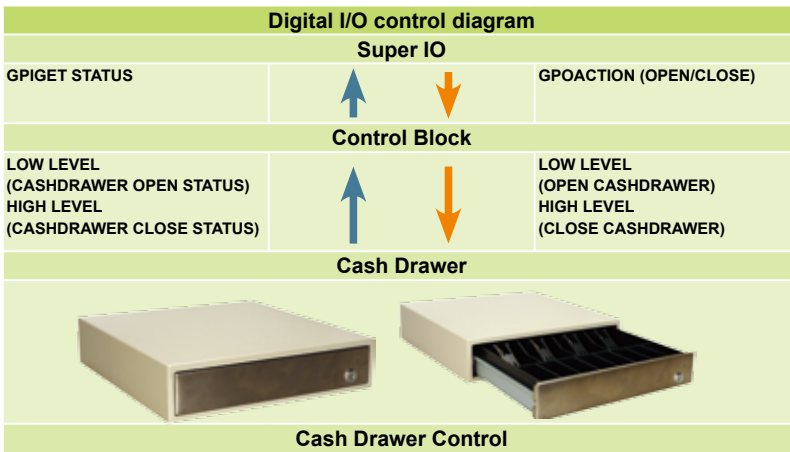 Digital I/O control diagram
Super IO
GPIGET STATUS
GPOACTION (OPEN/CLOSE)
Control Block
LOW LEVEL
(CASHDRAWER OPEN STATUS)
HIGH LEVEL
(CASHDRAWER CLOSE STATUS)
LOW LEVEL
(OPEN CASHDRAWER)
HIGH LEVEL
(CLOSE CASHDRAWER)
Cash Drawer
Cash Drawer Control